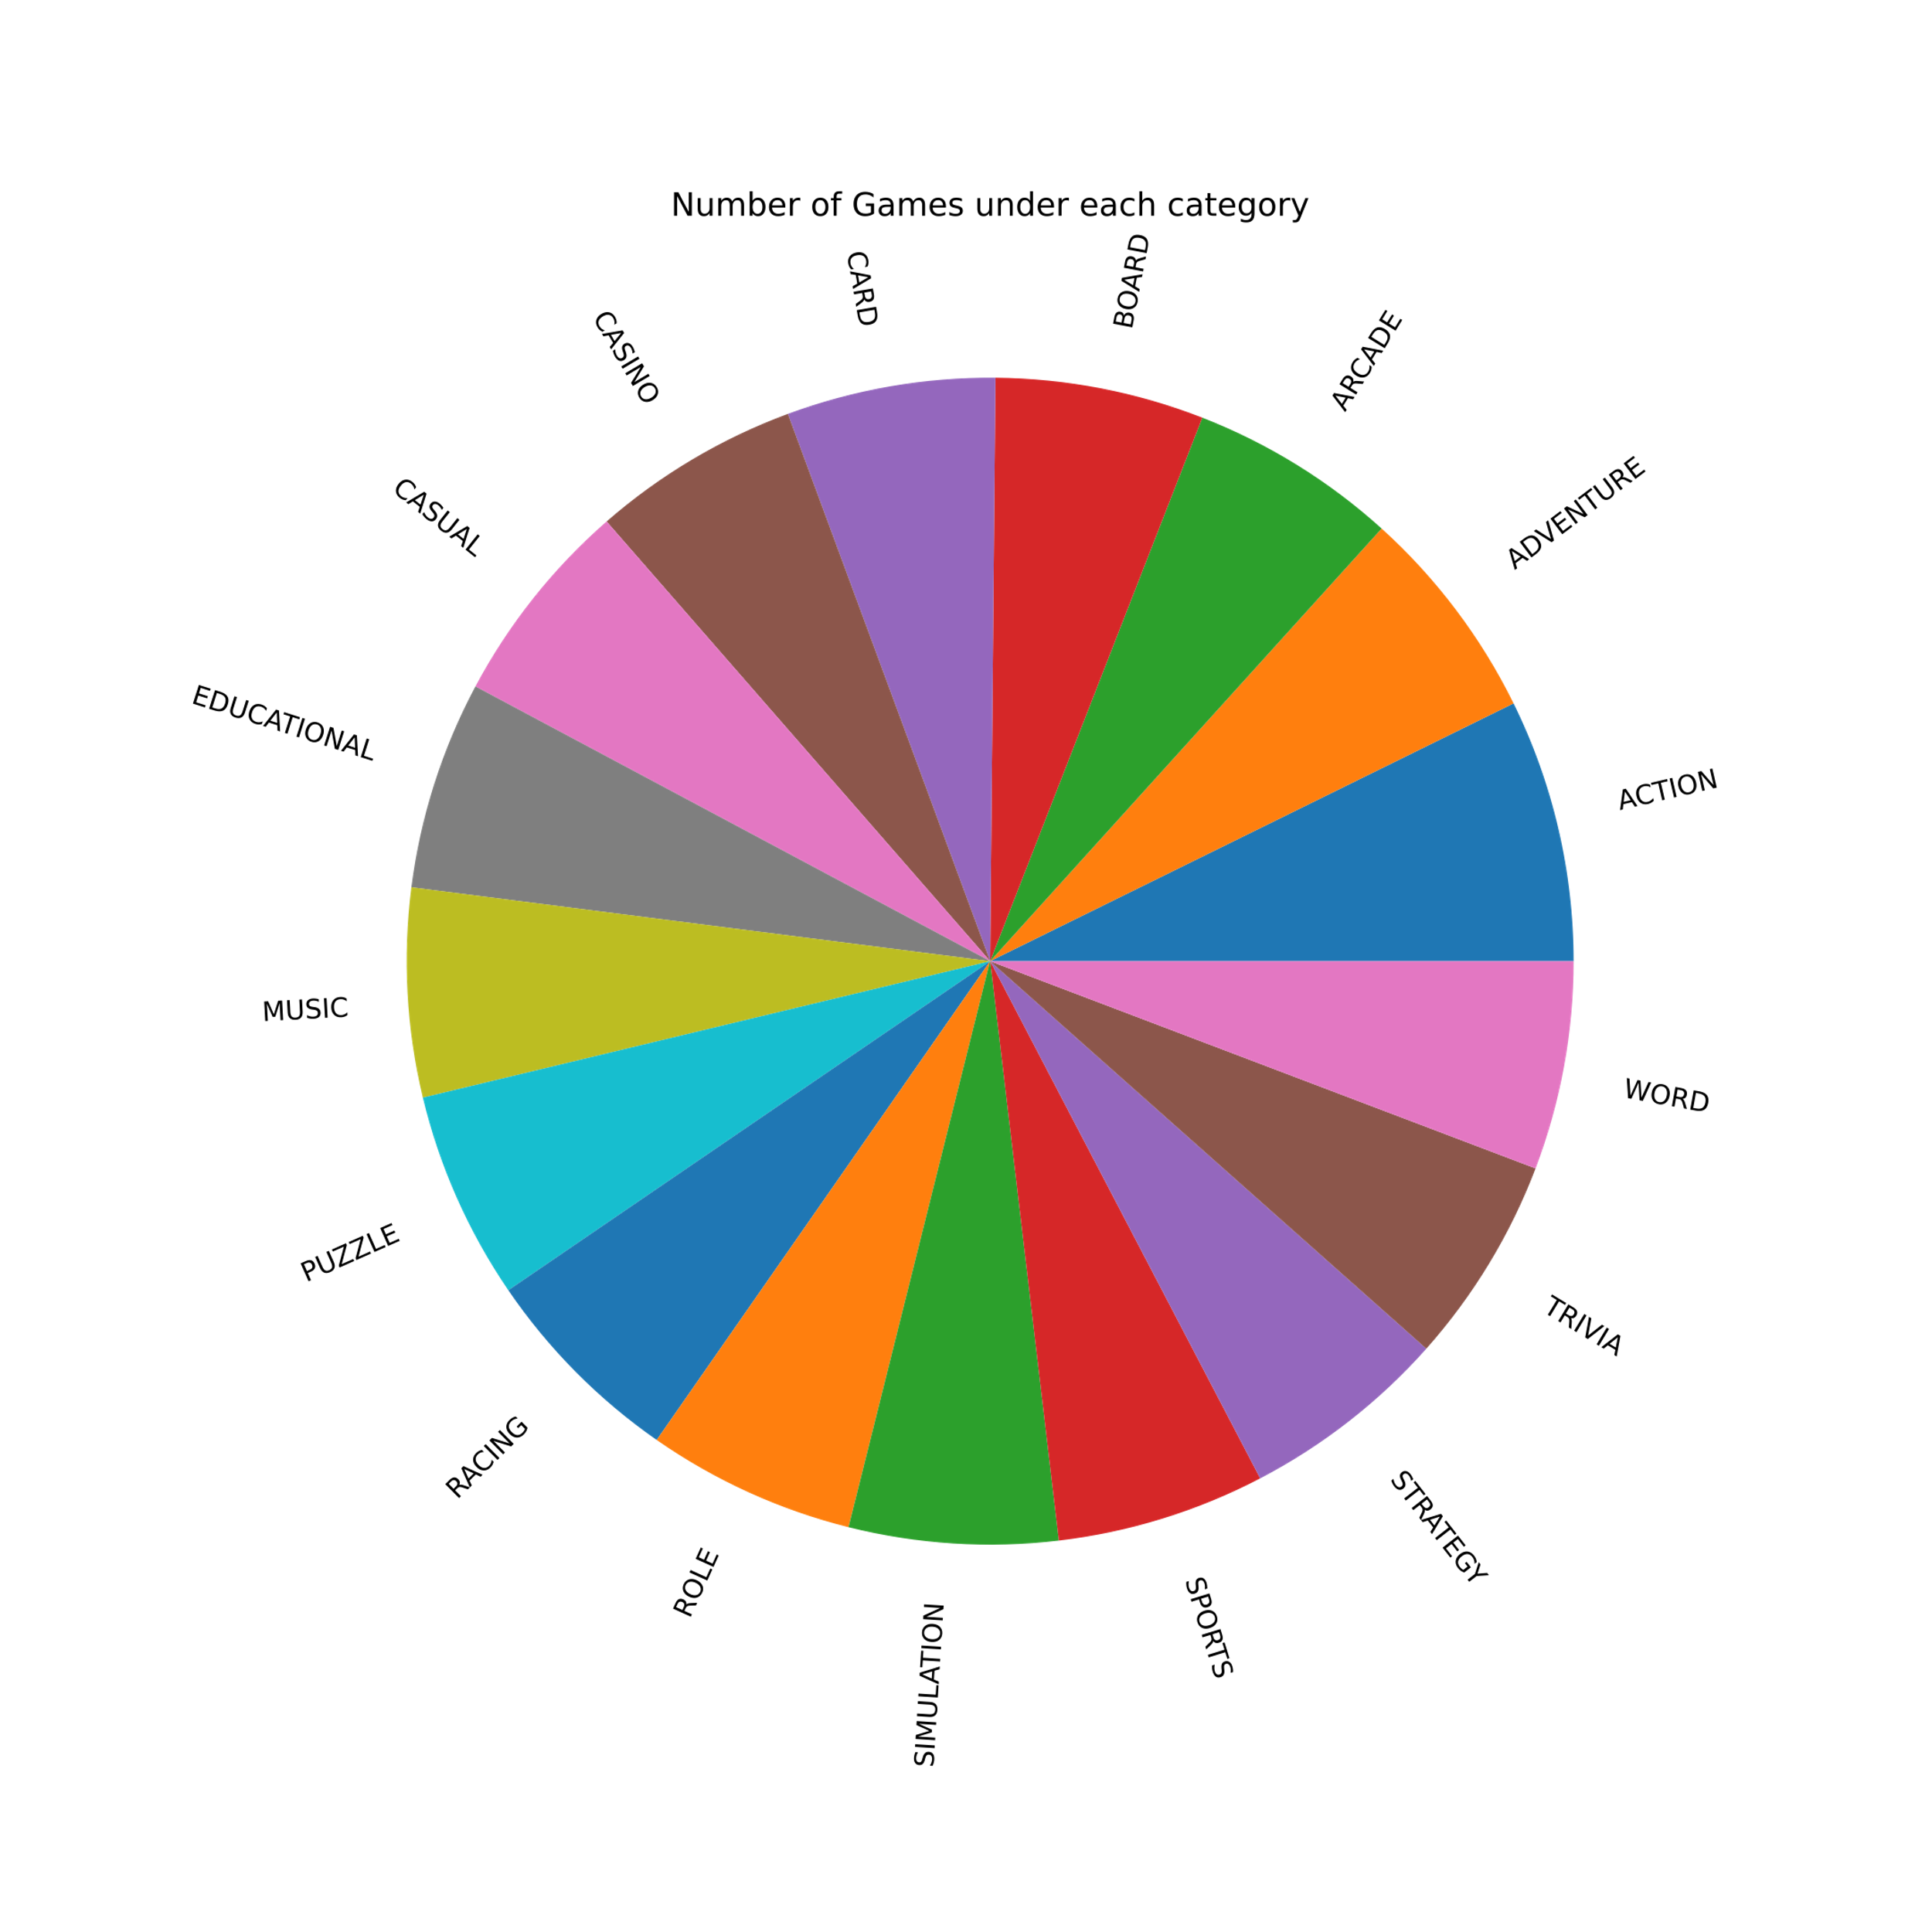 Number of Games under each category
BOARD
CARD
ARCADE
CASINO
ADVENTURE
CASUAL
EDUCATIONAL
ACTION
MUSIC
WORD
PUZZLE
TRIVIA
RACING
STRATEGY
ROLE
SPORTS
SIMULATION